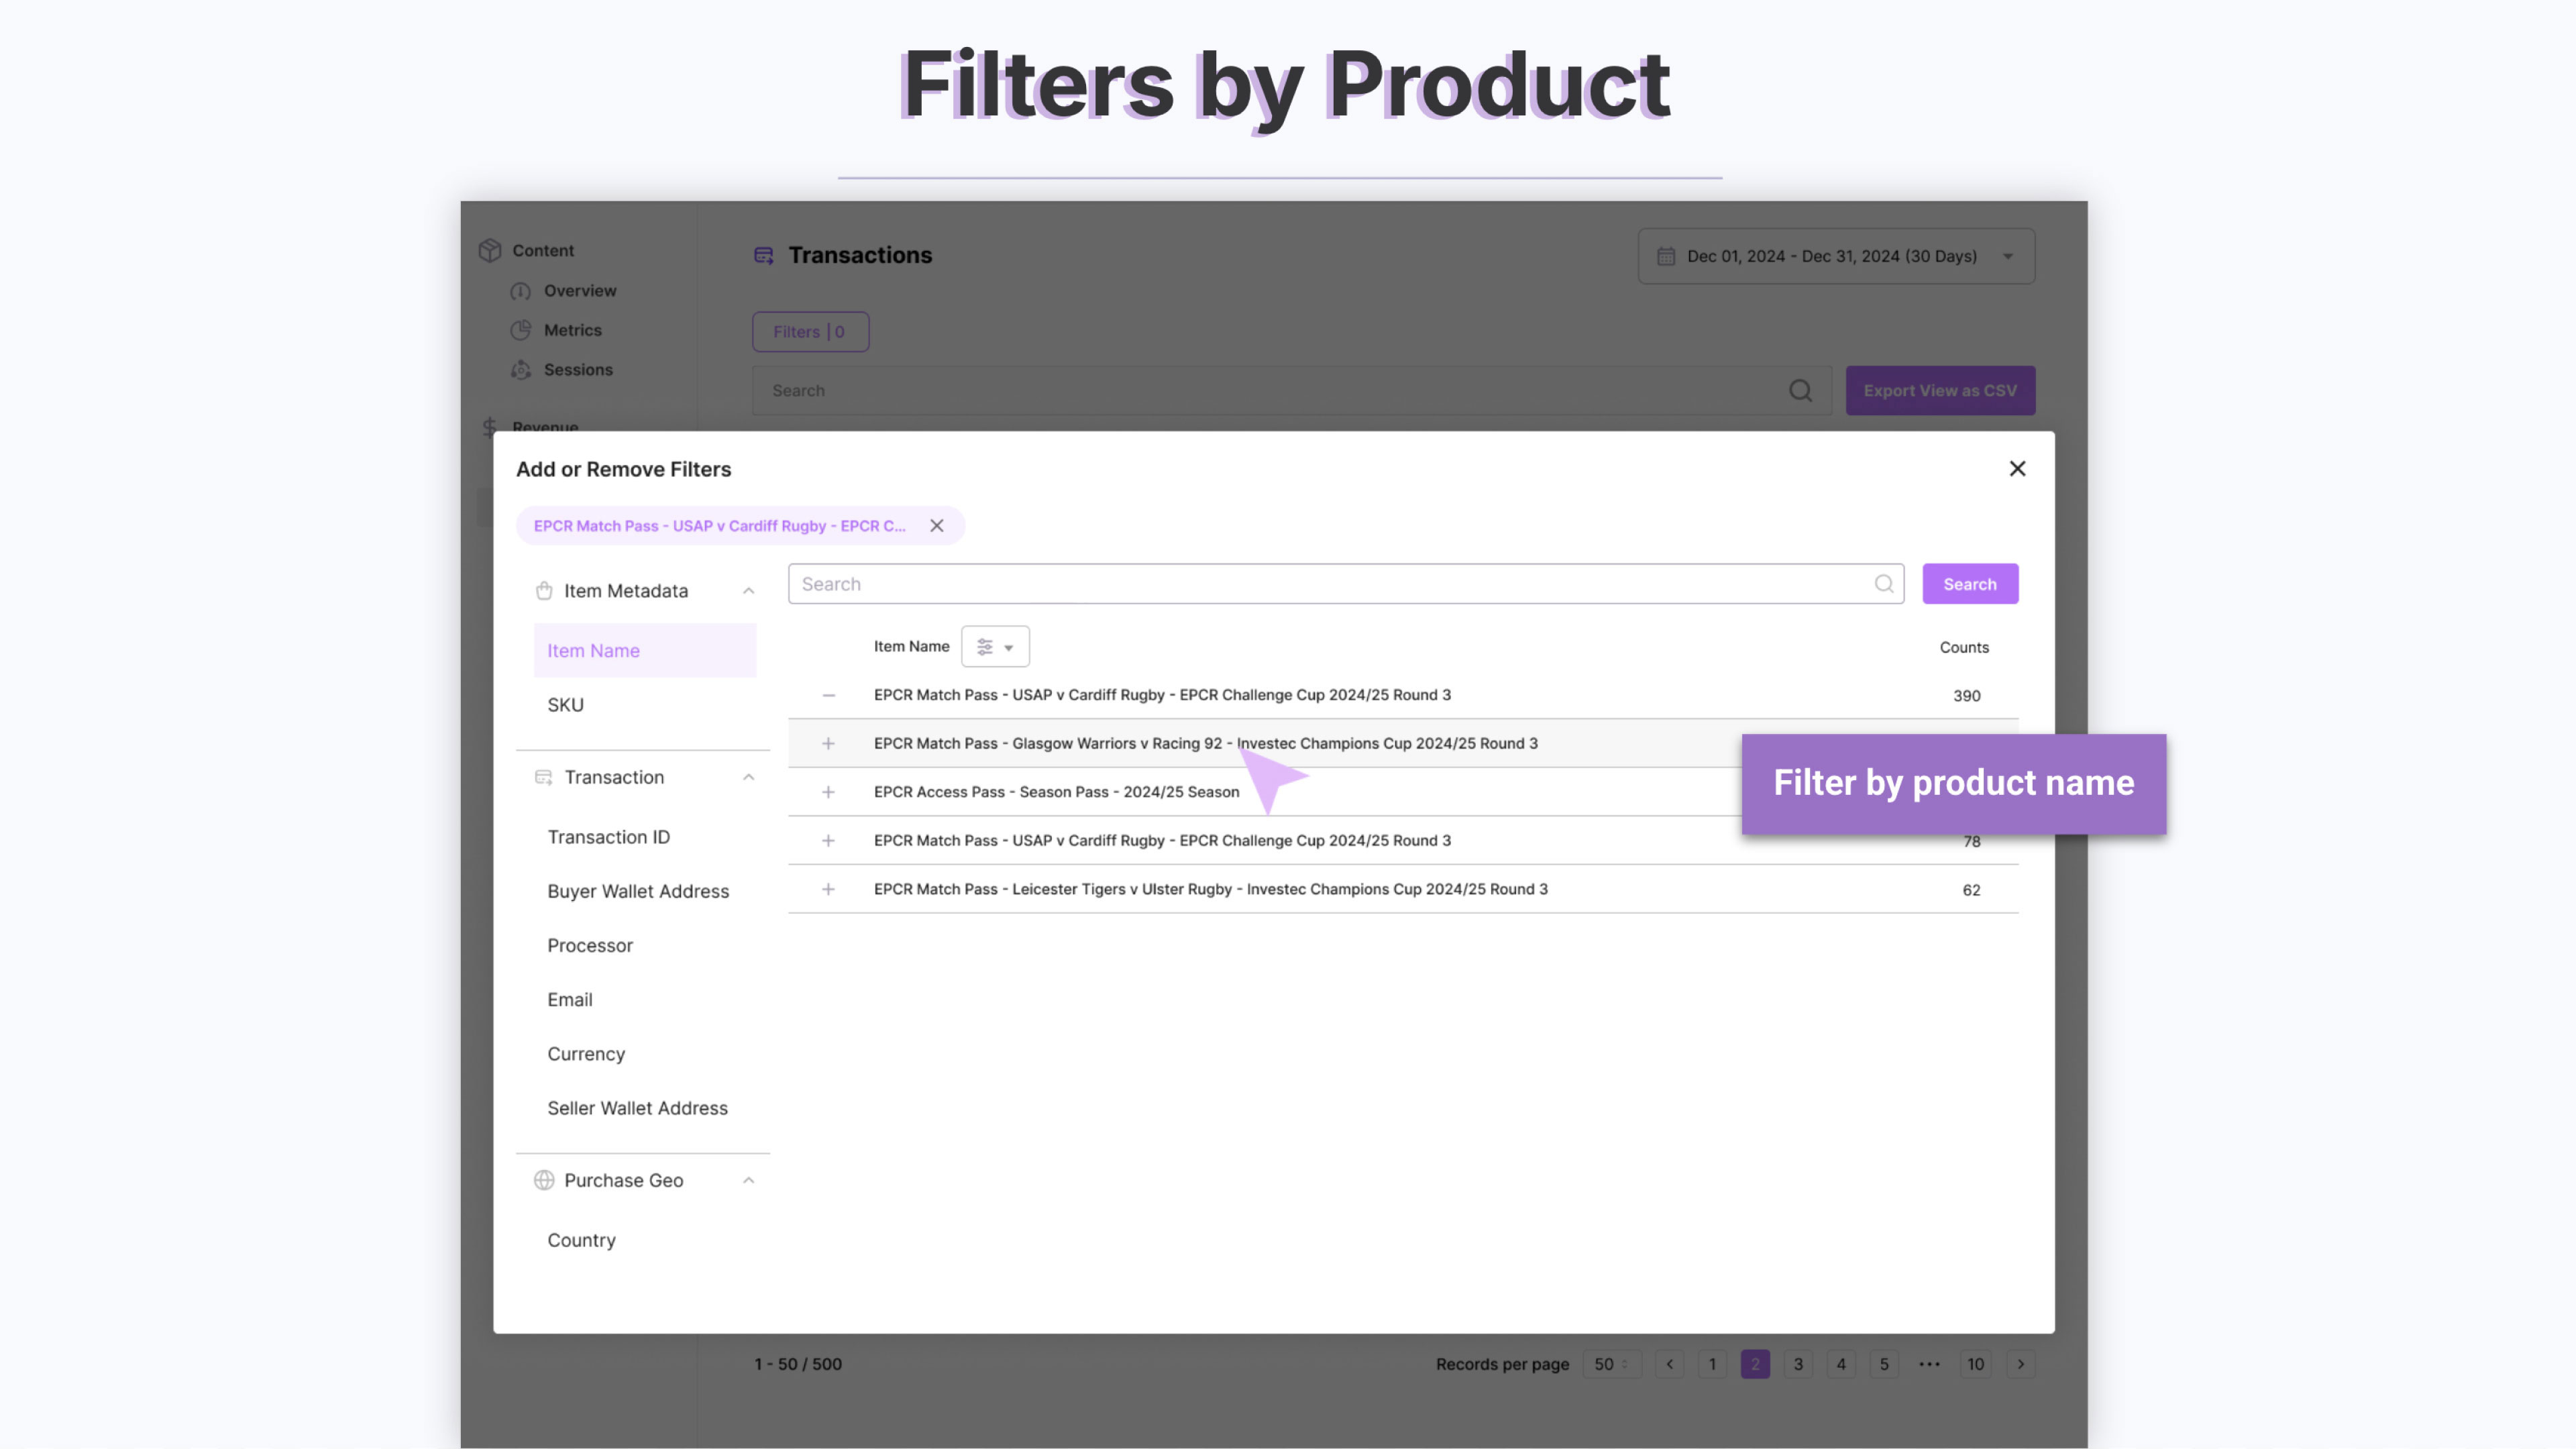 Filters by Product
Content
Overview
Metrics
Sessions
Revenue
Transactions
Dec 01, 2024 - Dec 31, 2024 (30 Days)
Filters | 0
Search
Export View as CSV
Add or Remove Filters
EPCR Match Pass - USAP v Cardiff Rugby - EPCR C...
Item Metadata
Item Name
SKU
Transaction
Transaction ID
Buyer Wallet Address
Processor
Email
Currency
Seller Wallet Address
Purchase Geo
Country
Search
Search
Item Name
Counts
EPCR Match Pass - USAP v Cardiff Rugby - EPCR Challenge Cup 2024/25 Round 3 390
EPCR Match Pass - Glasgow Warriors v Racing 92 - Investec Champions Cup 2024/25 Round 3
EPCR Access Pass - Season Pass - 2024/25 Season
EPCR Match Pass - USAP v Cardiff Rugby - EPCR Challenge Cup 2024/25 Round 3 78
EPCR Match Pass - Leicester Tigers v Ulster Rugby - Investec Champions Cup 2024/25 Round 3 62
Filter by product name
1 - 50 / 500
Records per page 50 1 2 3 4 5 ••• 10